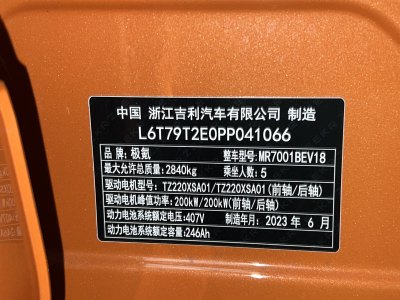 中国 浙江吉利汽车有限公司 制造
L6T79T2E0PP041066
品牌:极氪 整车型号:MR7001BEV18
最大允许总质量:2840kg 乘坐人数:5
驱动电机型号:TZ220XSA01/TZ220XSA01(前轴/后轴)
驱动电机峰值功率:200kW/200kW(前轴/后轴)
动力电池系统额定电压:407V 制造年月:2023 年 6 月
动力电池系统额定容量:246Ah